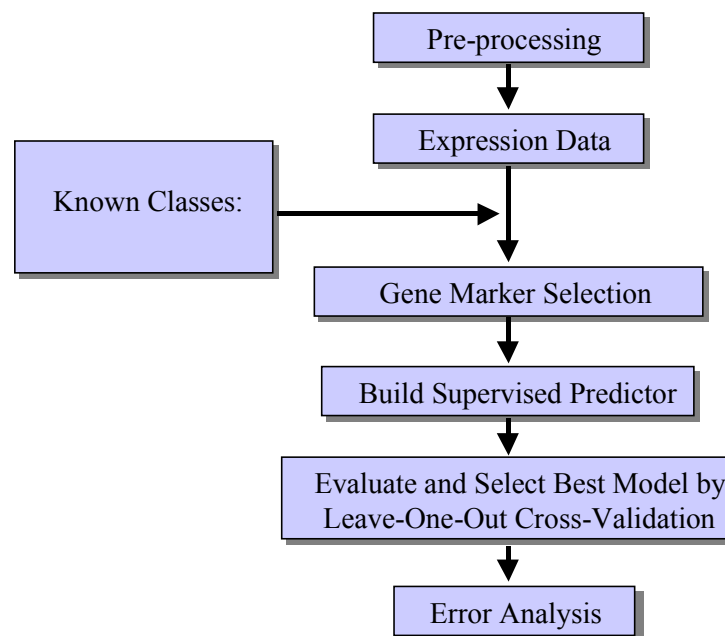 Pre-processing
Expression Data
Known Classes:
Gene Marker Selection
Build Supervised Predictor
Evaluate and Select Best Model by
Leave-One-Out Cross-Validation
Error Analysis